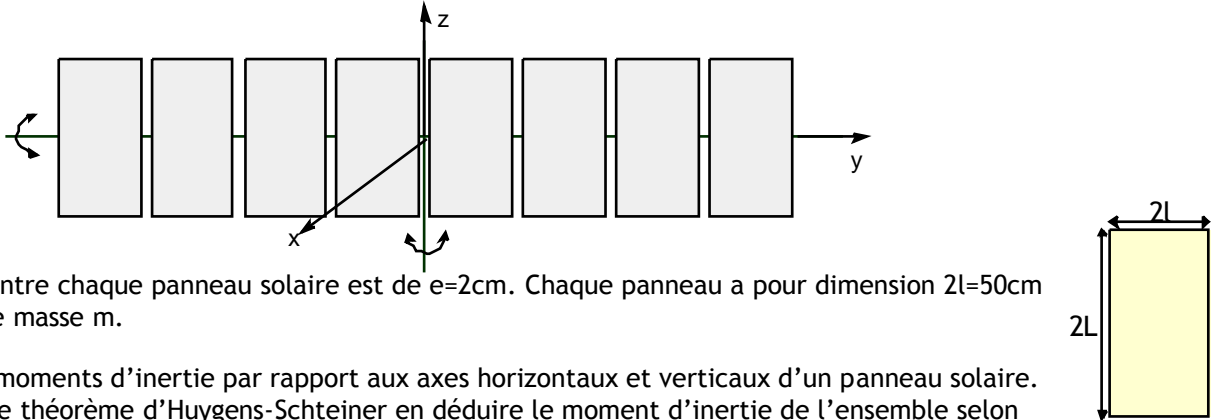 z
y
x
2l
ntre chaque panneau solaire est de e=2cm. Chaque panneau a pour dimension 2l=50cm
e masse m.
2L
moments d’inertie par rapport aux axes horizontaux et verticaux d’un panneau solaire.
e théorème d’Huygens-Schteiner en déduire le moment d’inertie de l’ensemble selon